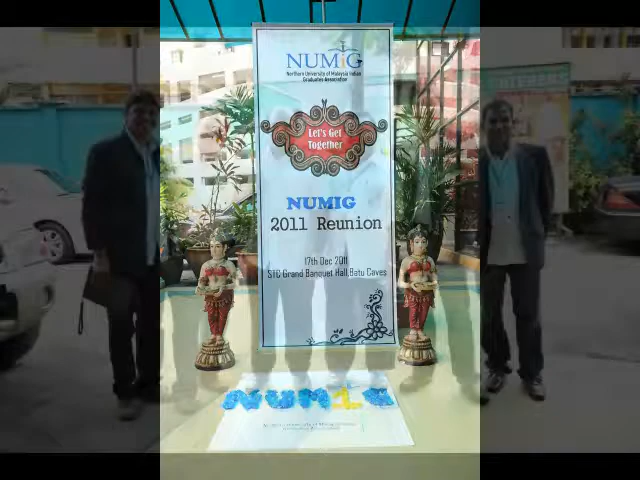 NUMiG
Northern University of Malaysia Indian
Graduates Association
Let's Get
Together
NUMIG
2011 Reunion
17th Dec 2011
STC Grand Banquet Hall, Batu Caves
NUMIG